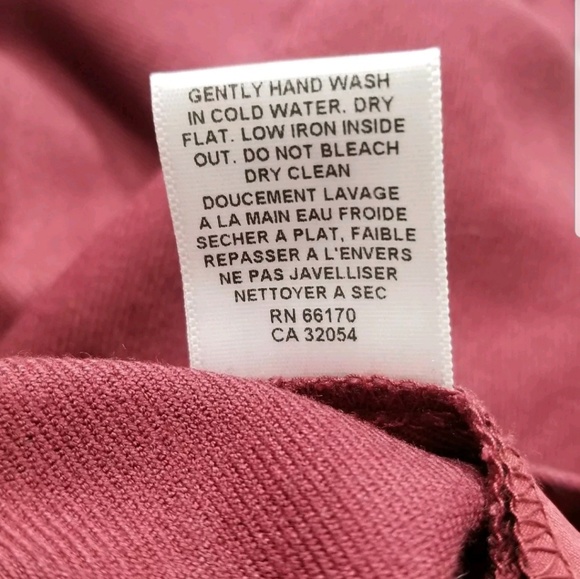 GENTLY HAND WASH
IN COLD WATER. DRY
FLAT. LOW IRON INSIDE
OUT. DO NOT BLEACH
DRY CLEAN
DOUCEMENT LAVAGE
A LA MAIN EAU FROIDE
SECHER A PLAT, FAIBLE
REPASSER A L'ENVERS
NE PAS JAVELLISER
NETTOYER A SEC
RN 66170
CA 32054